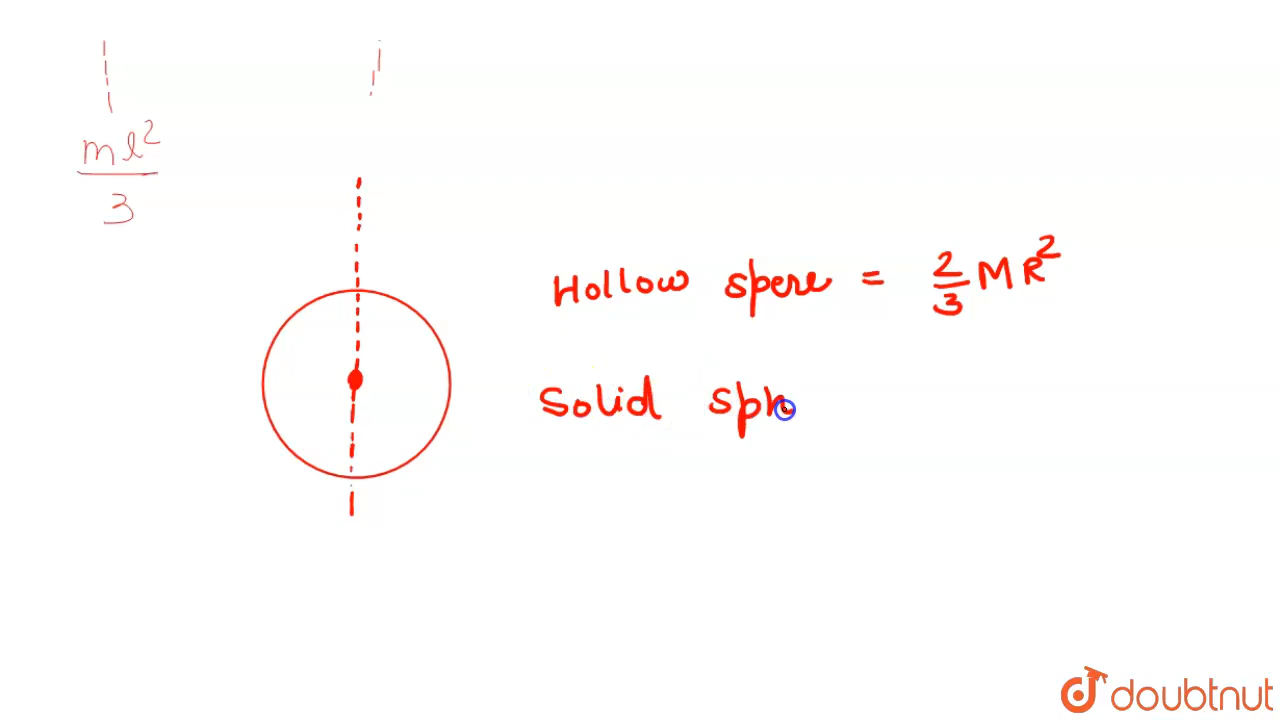 ml²
3
Hollow spere = 2/3 MR²
Solid sph
doubtnut